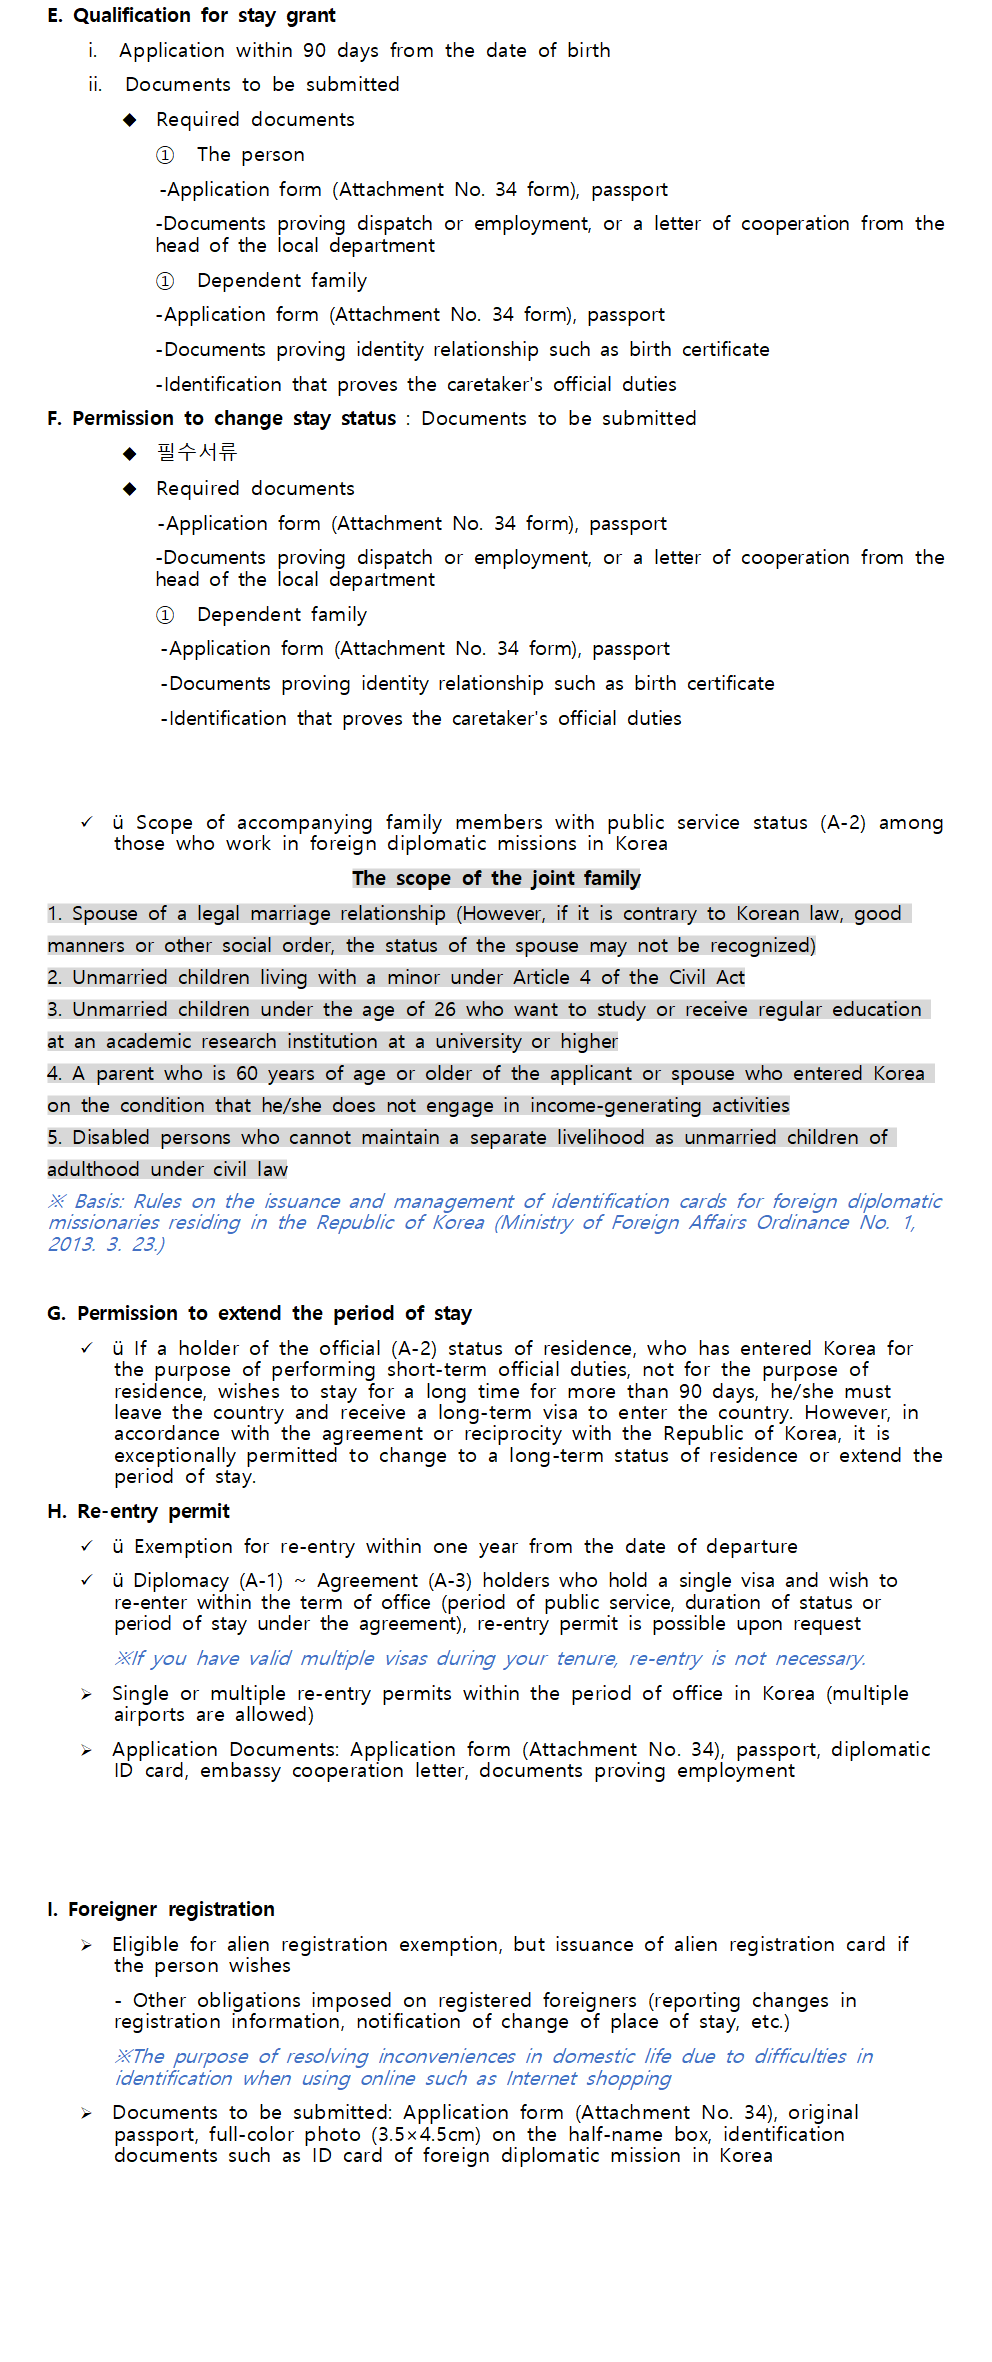 E. Qualification for stay grant
i. Application within 90 days from the date of birth
ii. Documents to be submitted
◆ Required documents
① The person
-Application form (Attachment No. 34 form), passport
-Documents proving dispatch or employment, or a letter of cooperation from the
head of the local department
① Dependent family
-Application form (Attachment No. 34 form), passport
-Documents proving identity relationship such as birth certificate
-Identification that proves the caretaker's official duties
F. Permission to change stay status : Documents to be submitted
◆ 필수서류
◆ Required documents
-Application form (Attachment No. 34 form), passport
-Documents proving dispatch or employment, or a letter of cooperation from the
head of the local department
① Dependent family
-Application form (Attachment No. 34 form), passport
-Documents proving identity relationship such as birth certificate
-Identification that proves the caretaker's official duties
✓ ü Scope of accompanying family members with public service status (A-2) among
those who work in foreign diplomatic missions in Korea
The scope of the joint family
1. Spouse of a legal marriage relationship (However, if it is contrary to Korean law, good
manners or other social order, the status of the spouse may not be recognized)
2. Unmarried children living with a minor under Article 4 of the Civil Act
3. Unmarried children under the age of 26 who want to study or receive regular education
at an academic research institution at a university or higher
4. A parent who is 60 years of age or older of the applicant or spouse who entered Korea
on the condition that he/she does not engage in income-generating activities
5. Disabled persons who cannot maintain a separate livelihood as unmarried children of
adulthood under civil law
※ Basis: Rules on the issuance and management of identification cards for foreign diplomatic
missionaries residing in the Republic of Korea (Ministry of Foreign Affairs Ordinance No. 1,
2013. 3. 23.)
G. Permission to extend the period of stay
✓ ü If a holder of the official (A-2) status of residence, who has entered Korea for
the purpose of performing short-term official duties, not for the purpose of
residence, wishes to stay for a long time for more than 90 days, he/she must
leave the country and receive a long-term visa to enter the country. However, in
accordance with the agreement or reciprocity with the Republic of Korea, it is
exceptionally permitted to change to a long-term status of residence or extend the
period of stay.
H. Re-entry permit
✓ ü Exemption for re-entry within one year from the date of departure
✓ ü Diplomacy (A-1) ~ Agreement (A-3) holders who hold a single visa and wish to
re-enter within the term of office (period of public service, duration of status or
period of stay under the agreement), re-entry permit is possible upon request
※If you have valid multiple visas during your tenure, re-entry is not necessary.
➢ Single or multiple re-entry permits within the period of office in Korea (multiple
airports are allowed)
➢ Application Documents: Application form (Attachment No. 34), passport, diplomatic
ID card, embassy cooperation letter, documents proving employment
I. Foreigner registration
➢ Eligible for alien registration exemption, but issuance of alien registration card if
the person wishes
- Other obligations imposed on registered foreigners (reporting changes in
registration information, notification of change of place of stay, etc.)
※The purpose of resolving inconveniences in domestic life due to difficulties in
identification when using online such as Internet shopping
➢ Documents to be submitted: Application form (Attachment No. 34), original
passport, full-color photo (3.5×4.5cm) on the half-name box, identification
documents such as ID card of foreign diplomatic mission in Korea